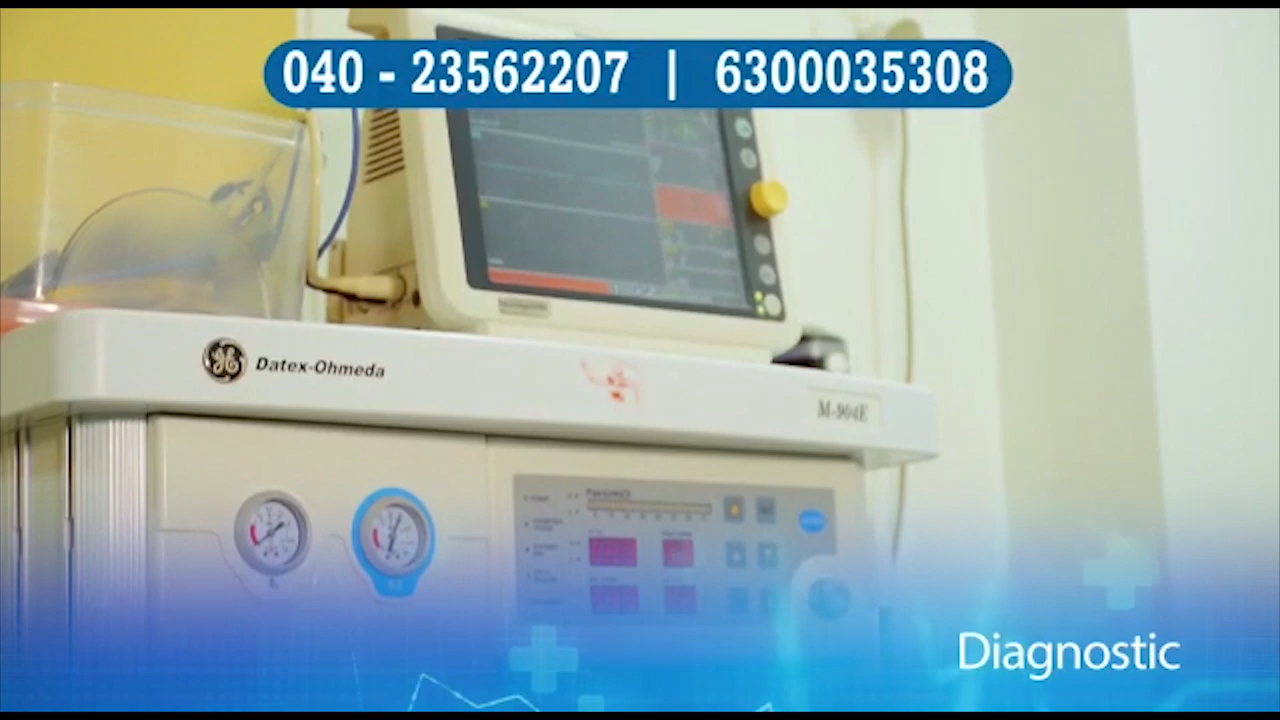 040 - 23562207 | 6300035308
Datex-Ohmeda
M-904E
Diagnostic